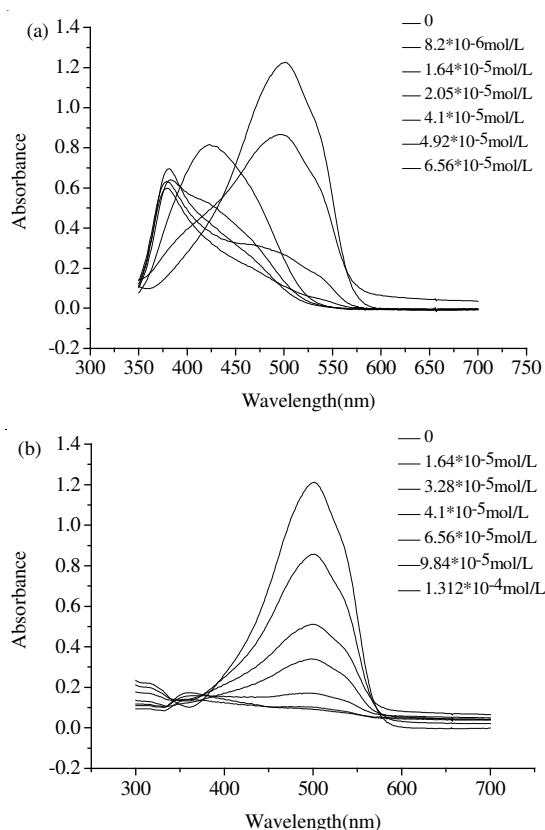 (a)
1.4
1.2
1.0
0.8
0.6
0.4
0.2
0.0
-0.2
Absorbance
0
8.2*10-6mol/L
1.64*10-5mol/L
2.05*10-5mol/L
4.1*10-5mol/L
4.92*10-5mol/L
6.56*10-5mol/L
300 350 400 450 500 550 600 650 700 750
Wavelength(nm)
(b)
1.4
1.2
1.0
0.8
0.6
0.4
0.2
0.0
-0.2
Absorbance
0
1.64*10-5mol/L
3.28*10-5mol/L
4.1*10-5mol/L
6.56*10-5mol/L
9.84*10-5mol/L
1.312*10-4mol/L
300 400 500 600 700
Wavelength(nm)